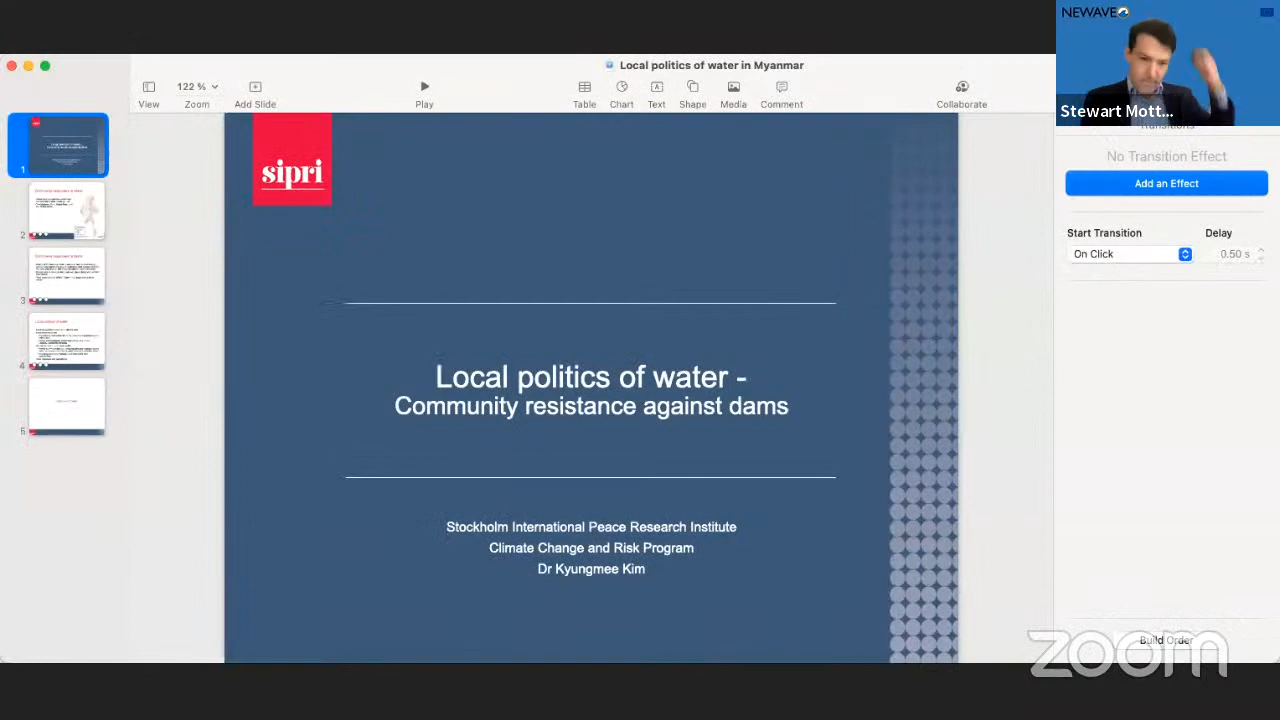 NEWAVE
Stewart Mott...
Local politics of water in Myanmar
122 %
View
Zoom
Add Slide
Play
Table
Chart
Text
Shape
Media
Comment
Collaborate
Transitions
No Transition Effect
Add an Effect
Start Transition
Delay
On Click
0.50 s
1
2
3
4
5
sipri
Local politics of water -
Community resistance against dams
Stockholm International Peace Research Institute
Climate Change and Risk Program
Dr Kyungmee Kim
Build Order
zoom